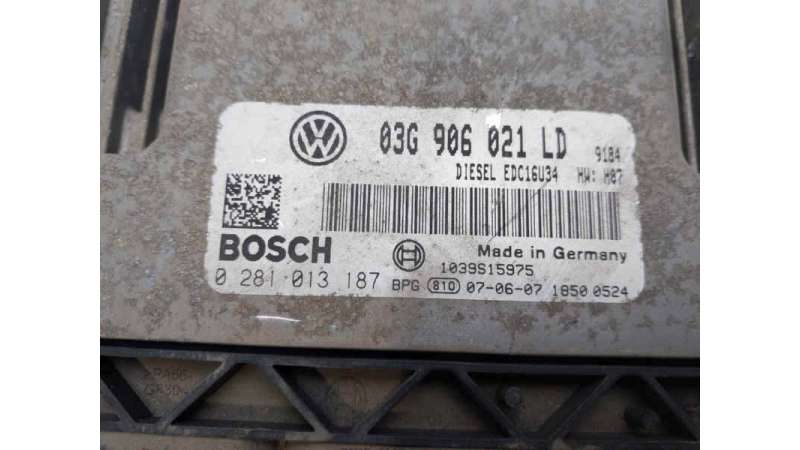 03G 906 021 LD 9184
DIESEL EDC16U34 HW: H07
BOSCH
Made in Germany
1039S15975
0 281 013 187 BPG 810 07-06-07 1850 0524